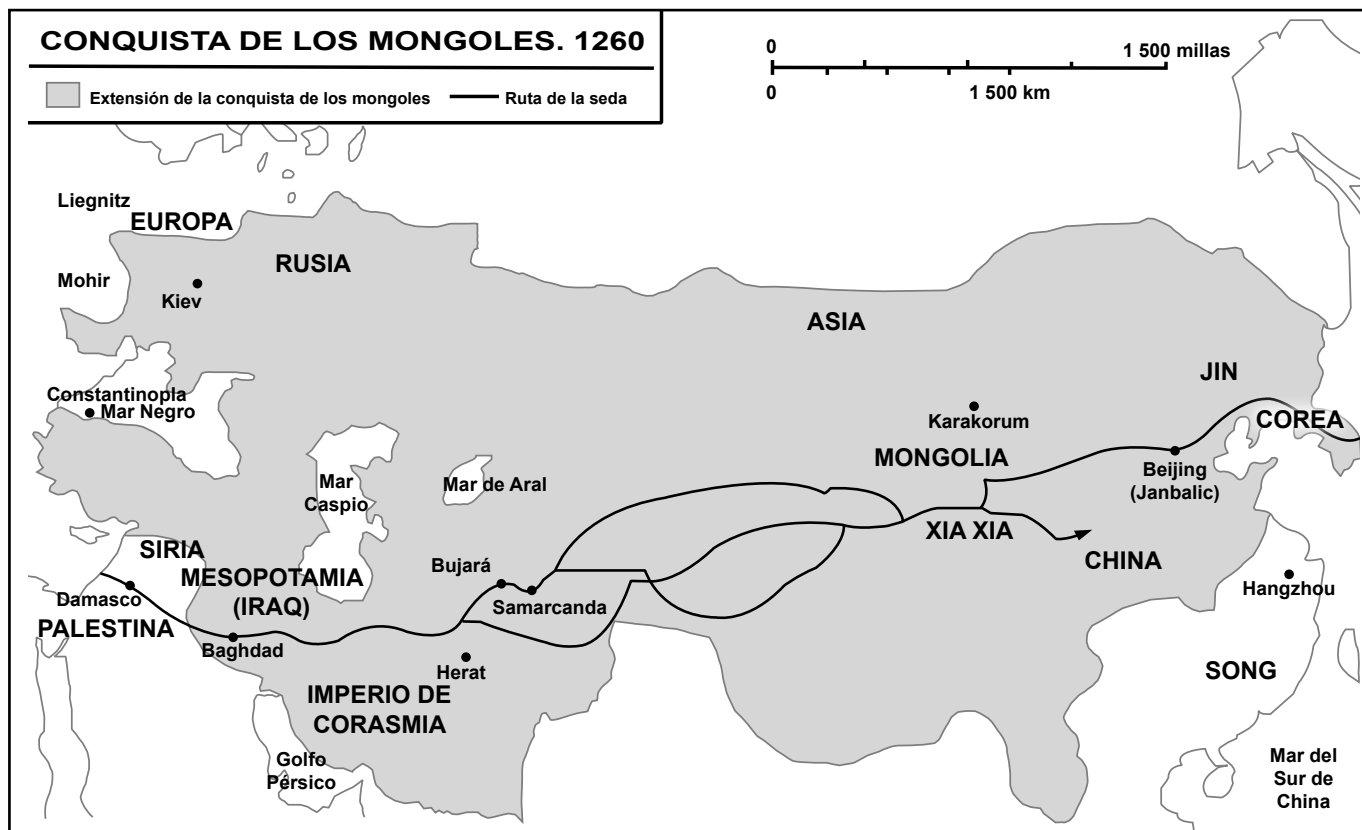 CONQUISTA DE LOS MONGOLES. 1260
Extensión de la conquista de los mongoles
Ruta de la seda
0
1 500 millas
0
1 500 km
Liegnitz
EUROPA
RUSIA
Mohir
Kiev
ASIA
JIN
Constantinopla
Mar Negro
Karakorum
COREA
MONGOLIA
Beijing
(Janbalic)
Mar
Caspio
Mar de Aral
XIA XIA
SIRIA
CHINA
Bujará
MESOPOTAMIA
(IRAQ)
Hangzhou
Damasco
Samarcanda
PALESTINA
Baghdad
Herat
SONG
IMPERIO DE
CORASMIA
Golfo
Pérsico
Mar del
Sur de
China